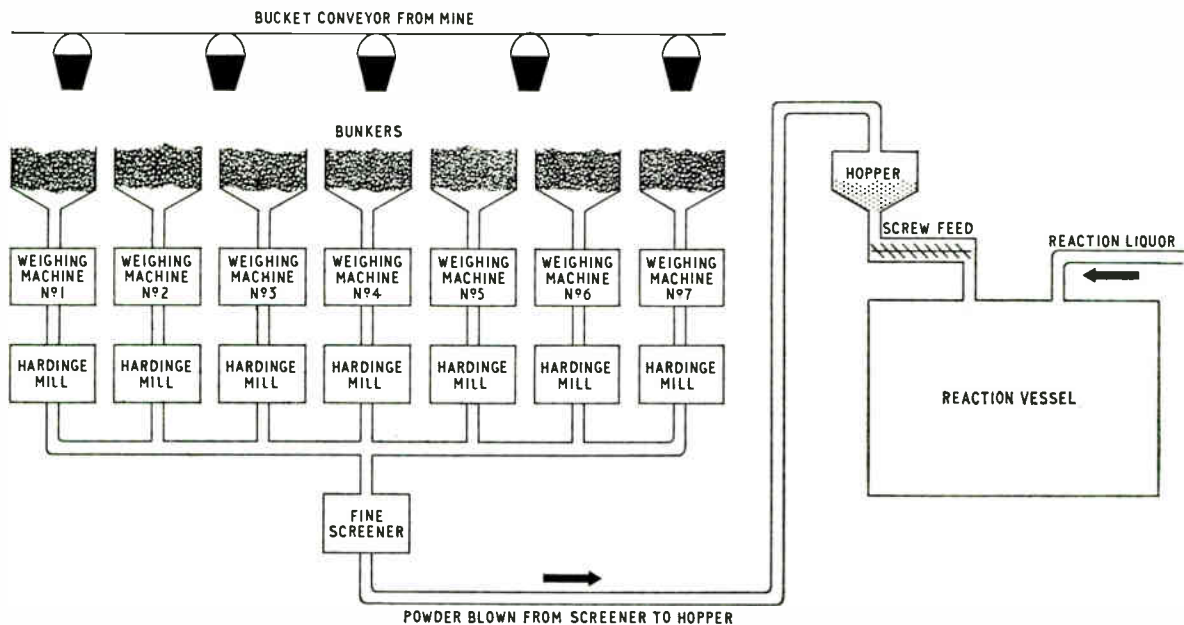 BUCKET CONVEYOR FROM MINE
BUNKERS
HOPPER
SCREW FEED
REACTION LIQUOR
WEIGHING
MACHINE
Nº1
WEIGHING
MACHINE
Nº2
WEIGHING
MACHINE
Nº3
WEIGHING
MACHINE
Nº4
WEIGHING
MACHINE
Nº5
WEIGHING
MACHINE
Nº6
WEIGHING
MACHINE
Nº7
HARDINGE
MILL
HARDINGE
MILL
HARDINGE
MILL
HARDINGE
MILL
HARDINGE
MILL
HARDINGE
MILL
HARDINGE
MILL
REACTION VESSEL
FINE
SCREENER
POWDER BLOWN FROM SCREENER TO HOPPER